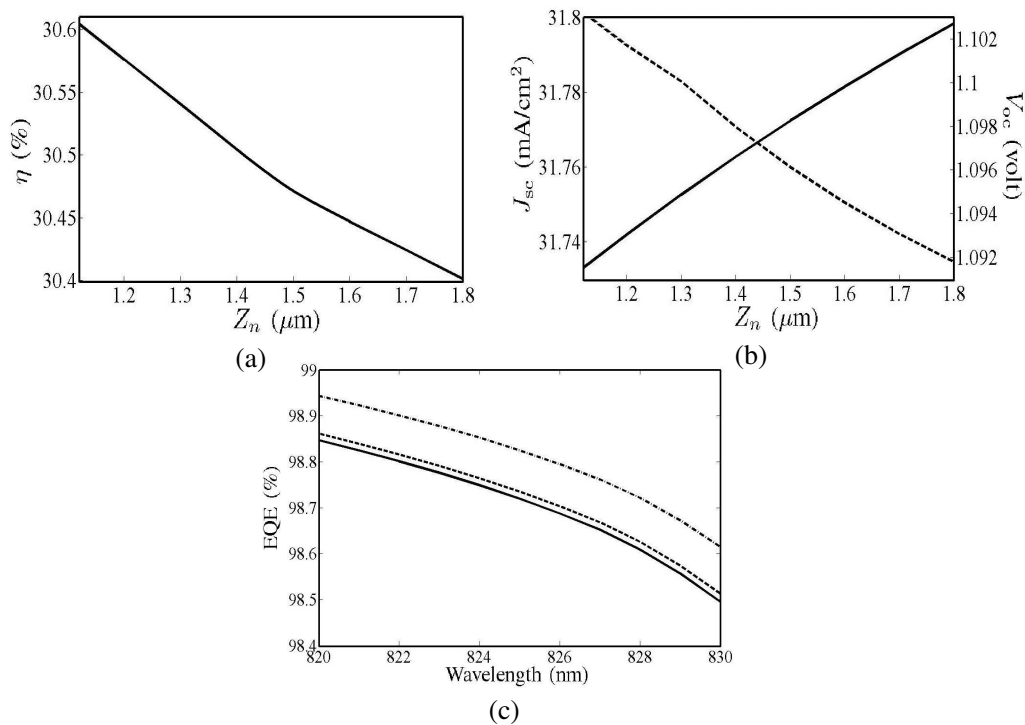 30.6
30.55
30.5
30.45
30.4
η (%)
1.2 1.3 1.4 1.5 1.6 1.7 1.8
Z_n (μm)
(a)
31.8
31.78
31.76
31.74
J_sc (mA/cm²)
1.102
1.1
1.098
1.096
1.094
1.092
V_oc (volt)
1.2 1.3 1.4 1.5 1.6 1.7 1.8
Z_n (μm)
(b)
99
98.9
98.8
98.7
98.6
98.5
98.4
EQE (%)
820 822 824 826 828 830
Wavelength (nm)
(c)